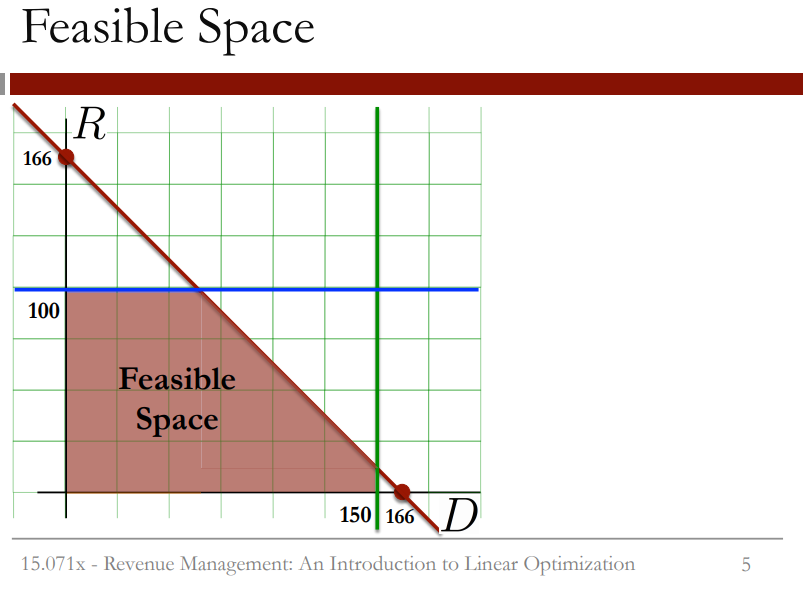 Feasible Space
R
166
100
Feasible
Space
150
166
D
15.071x - Revenue Management: An Introduction to Linear Optimization
5